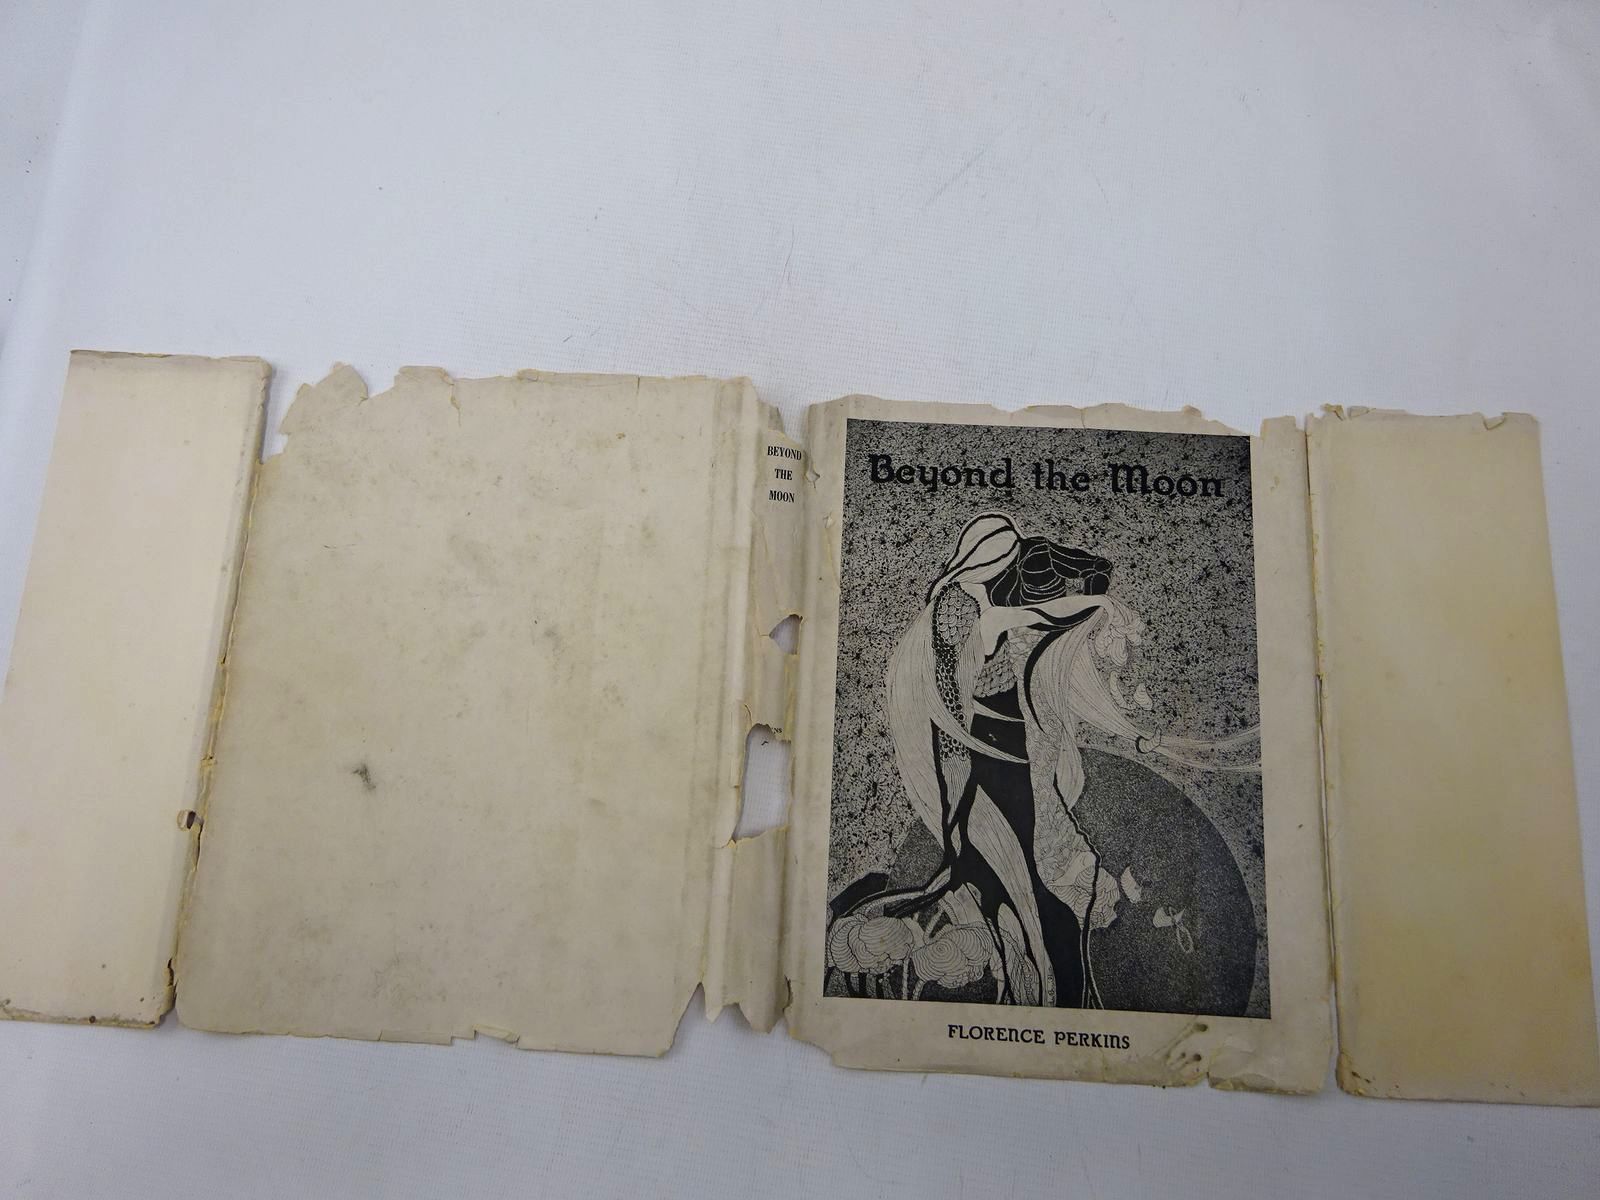 BEYOND
THE
MOON
Beyond the Moon
FLORENCE PERKINS